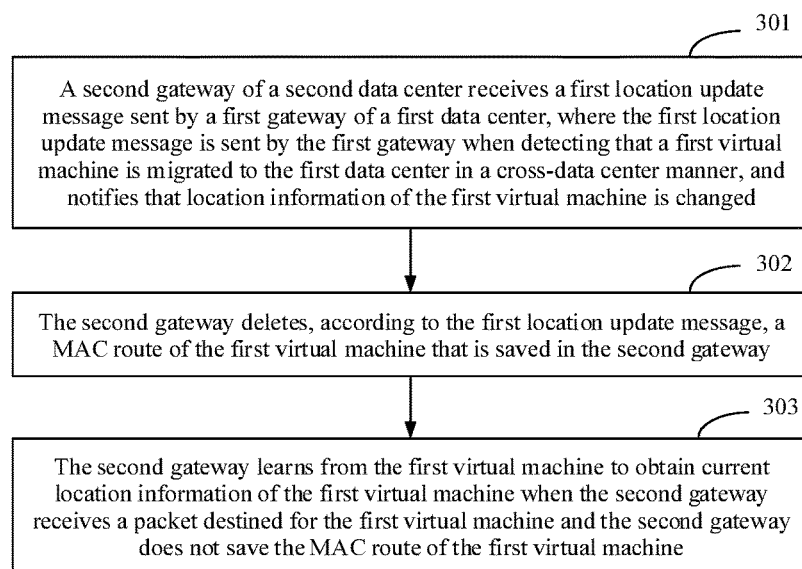 301
A second gateway of a second data center receives a first location update
message sent by a first gateway of a first data center, where the first location
update message is sent by the first gateway when detecting that a first virtual
machine is migrated to the first data center in a cross-data center manner, and
notifies that location information of the first virtual machine is changed
302
The second gateway deletes, according to the first location update message, a
MAC route of the first virtual machine that is saved in the second gateway
303
The second gateway learns from the first virtual machine to obtain current
location information of the first virtual machine when the second gateway
receives a packet destined for the first virtual machine and the second gateway
does not save the MAC route of the first virtual machine